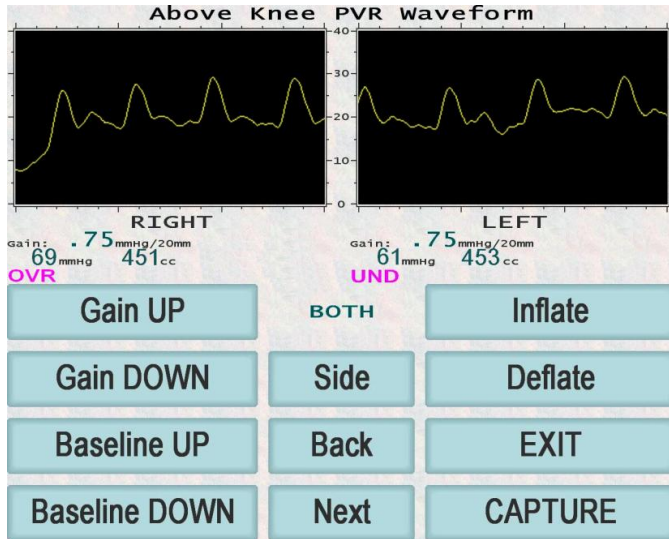 Above Knee PVR Waveform
40
30
20
10
0
RIGHT LEFT
Gain: .75mmHg/20mm Gain: .75mmHg/20mm
69mmHg 451cc 61mmHg 453cc
OVR UND
Gain UP BOTH Inflate
Gain DOWN Side Deflate
Baseline UP Back EXIT
Baseline DOWN Next CAPTURE